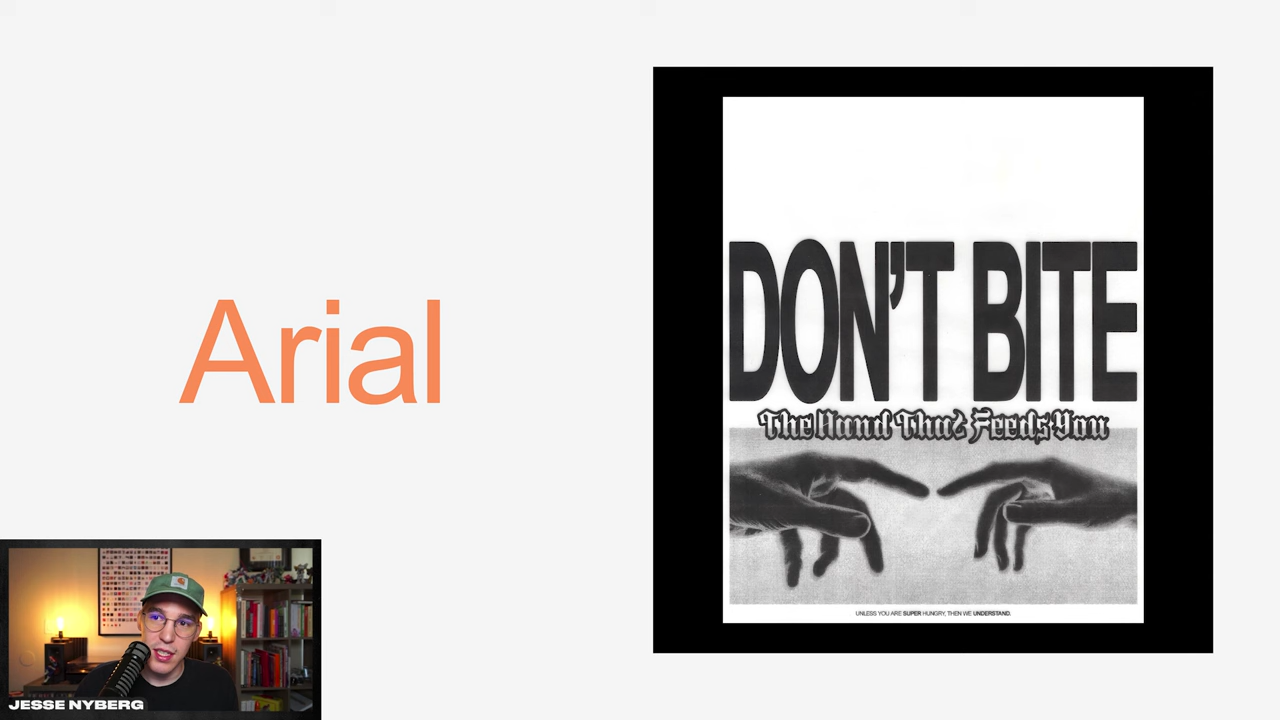 Arial
DON'T BITE
The Hand That Feeds You
UNLESS YOU ARE SUPER HUNGRY, THEN WE UNDERSTAND.
JESSE NYBERG